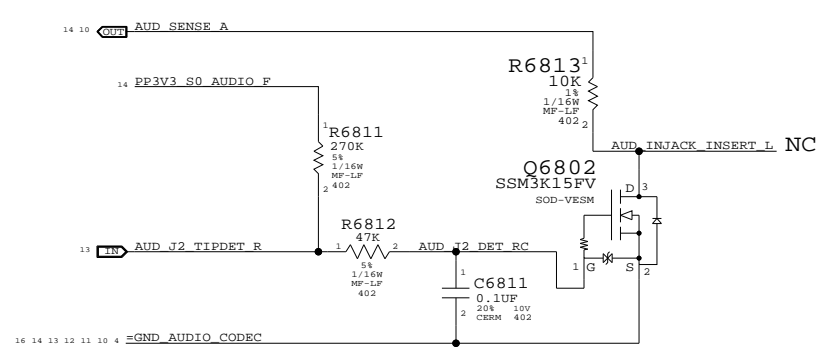 14 10 OUT AUD_SENSE_A
14 PP3V3_S0_AUDIO_F
R6813
10K
1%
1/16W
MF-LF
402
1
2
1
R6811
270K
5%
1/16W
MF-LF
402
2
AUD_INJACK_INSERT_L NC
Q6802
SSM3K15FV
SOD-VESM
D 3
1 G S 2
13 IN AUD_J2_TIPDET_R
R6812
47K
1 2
5%
1/16W
MF-LF
402
AUD_J2_DET_RC
1
C6811
0.1UF
20% 10V
CERM 402
2
16 14 13 12 11 10 4 =GND_AUDIO_CODEC